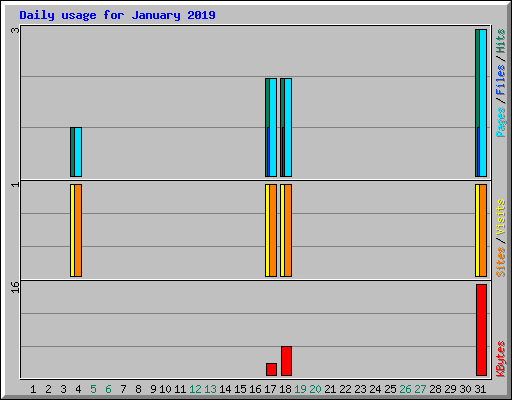 Daily usage for January 2019
3
Pages / Files / Hits
1
Sites / Visits
16
KBytes
1 2 3 4 5 6 7 8 9 10 11 12 13 14 15 16 17 18 19 20 21 22 23 24 25 26 27 28 29 30 31